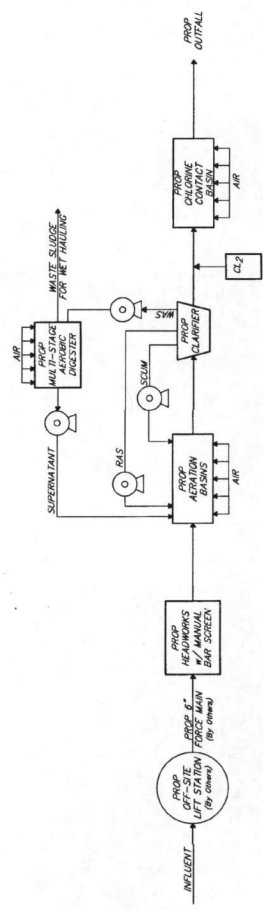 INFLUENT
PROP
OFF-SITE
LIFT STATION
(By Others)
PROP 6"
FORCE MAIN
(By Others)
PROP
HEADWORKS
w/ MANUAL
BAR SCREEN
PROP
AERATION
BASINS
AIR
SUPERNATANT
RAS
SCUM
WAS
AIR
PROP
MULTI-STAGE
AEROBIC
DIGESTER
WASTE SLUDGE
FOR WET HAULING
PROP
CLARIFIER
CL2
PROP
CHLORINE
CONTACT
BASIN
AIR
PROP
OUTFALL